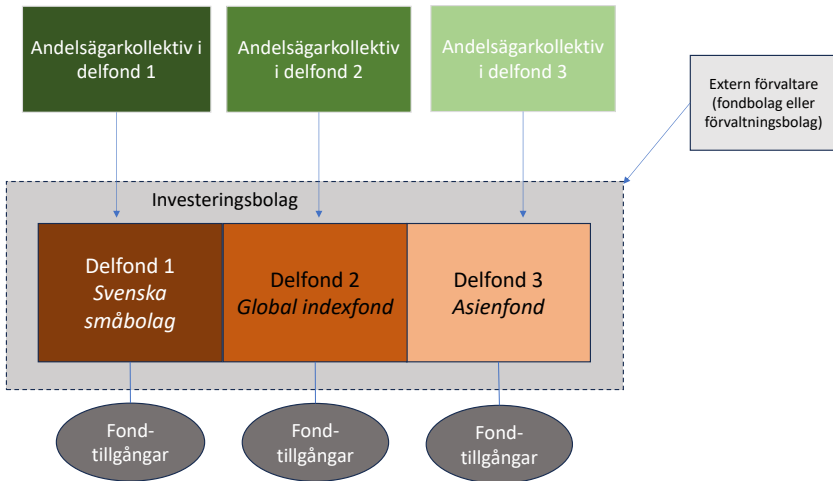 Andelsägarkollektiv i
delfond 1
Andelsägarkollektiv
i delfond 2
Andelsägarkollektiv
i delfond 3
Extern förvaltare
(fondbolag eller
förvaltningsbolag)
Investeringsbolag
Delfond 1
Svenska
småbolag
Delfond 2
Global indexfond
Delfond 3
Asienfond
Fond-
tillgångar
Fond-
tillgångar
Fond-
tillgångar